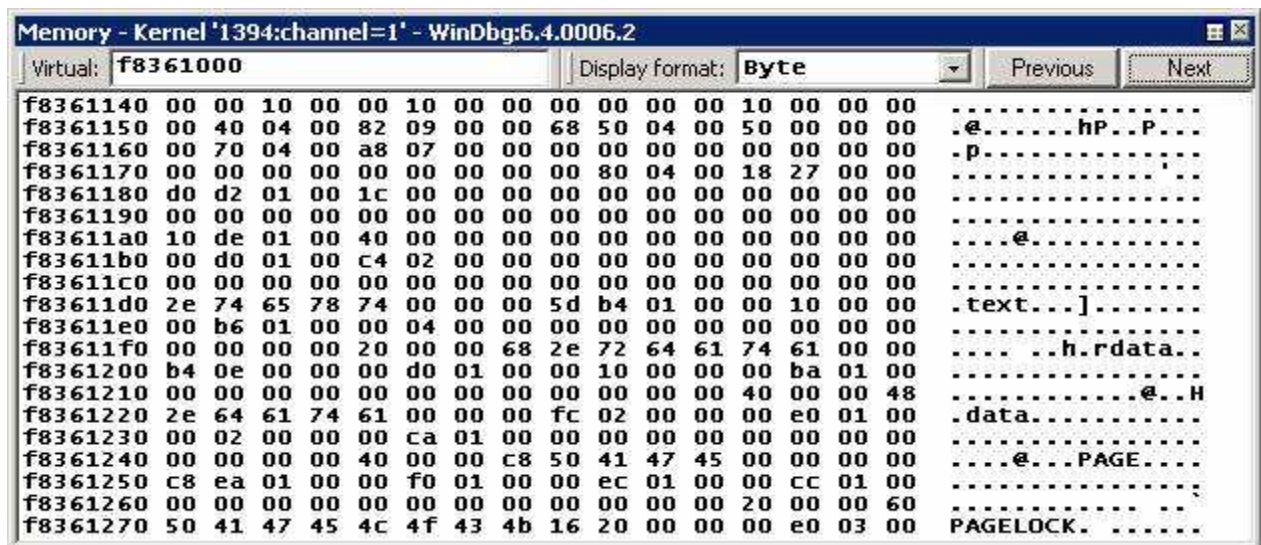 Memory - Kernel '1394:channel=1' - WinDbg:6.4.0006.2
Virtual: f8361000 Display format: Byte Previous Next
f8361140 00 00 10 00 00 10 00 00 00 00 00 00 10 00 00 00 ................
f8361150 00 40 04 00 82 09 00 00 68 50 04 00 50 00 00 00 .@......hP..P...
f8361160 00 70 04 00 a8 07 00 00 00 00 00 00 00 00 00 00 .p..............
f8361170 00 00 00 00 00 00 00 00 00 80 04 00 18 27 00 00 .............'..
f8361180 d0 d2 01 00 1c 00 00 00 00 00 00 00 00 00 00 00 ................
f8361190 00 00 00 00 00 00 00 00 00 00 00 00 00 00 00 00 ................
f83611a0 10 de 01 00 40 00 00 00 00 00 00 00 00 00 00 00 ....@...........
f83611b0 00 d0 01 00 c4 02 00 00 00 00 00 00 00 00 00 00 ................
f83611c0 00 00 00 00 00 00 00 00 00 00 00 00 00 00 00 00 ................
f83611d0 2e 74 65 78 74 00 00 00 5d b4 01 00 00 10 00 00 .text...].......
f83611e0 00 b6 01 00 00 04 00 00 00 00 00 00 00 00 00 00 ................
f83611f0 00 00 00 00 20 00 00 68 2e 72 64 61 74 61 00 00 .... ..h.rdata..
f8361200 b4 0e 00 00 00 d0 01 00 00 10 00 00 00 ba 01 00 ................
f8361210 00 00 00 00 00 00 00 00 00 00 00 00 40 00 00 48 ............@..H
f8361220 2e 64 61 74 61 00 00 00 fc 02 00 00 00 e0 01 00 .data...........
f8361230 00 02 00 00 00 ca 01 00 00 00 00 00 00 00 00 00 ................
f8361240 00 00 00 00 40 00 00 c8 50 41 47 45 00 00 00 00 ....@...PAGE....
f8361250 c8 ea 01 00 00 f0 01 00 00 ec 01 00 00 cc 01 00 ................
f8361260 00 00 00 00 00 00 00 00 00 00 00 00 20 00 00 60 ............ ..`
f8361270 50 41 47 45 4c 4f 43 4b 16 20 00 00 00 e0 03 00 PAGELOCK. ......